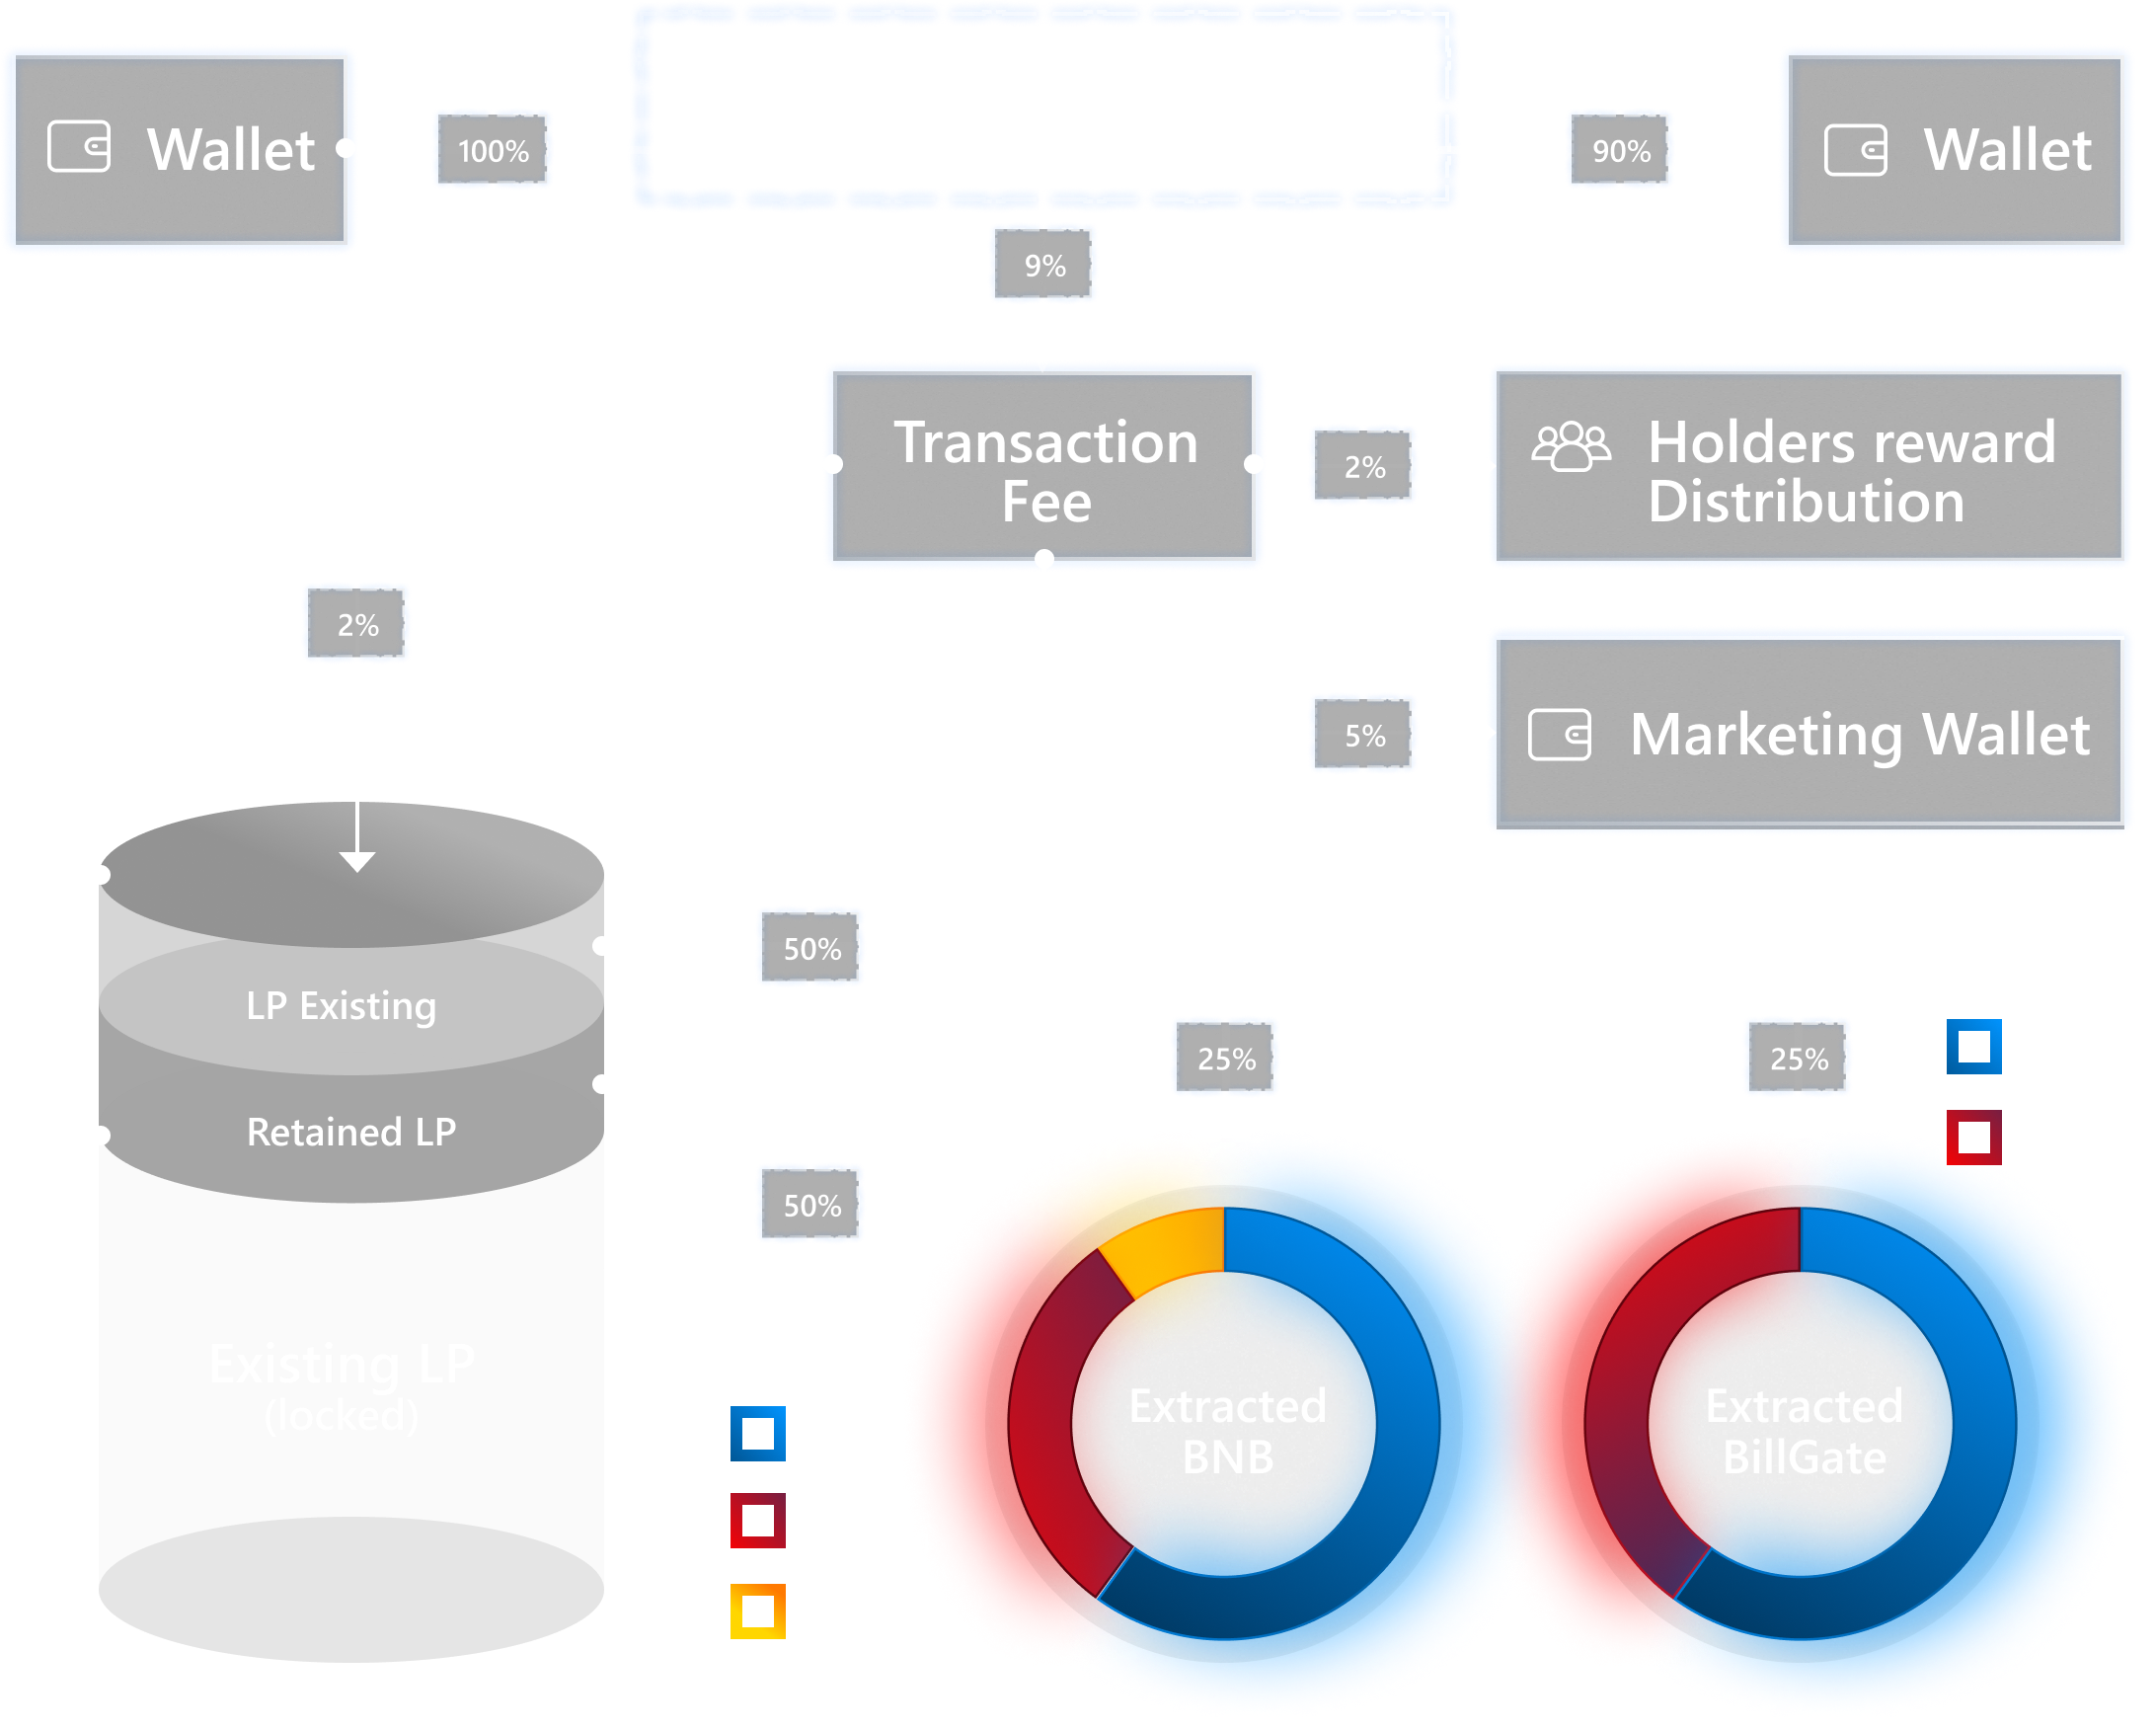 Wallet
100%
90%
Wallet
9%
Transaction
Fee
2%
Holders reward
Distribution
2%
5%
Marketing Wallet
50%
LP Existing
25%
25%
Retained LP
50%
Existing LP
(locked)
Extracted
BNB
Extracted
BillGate